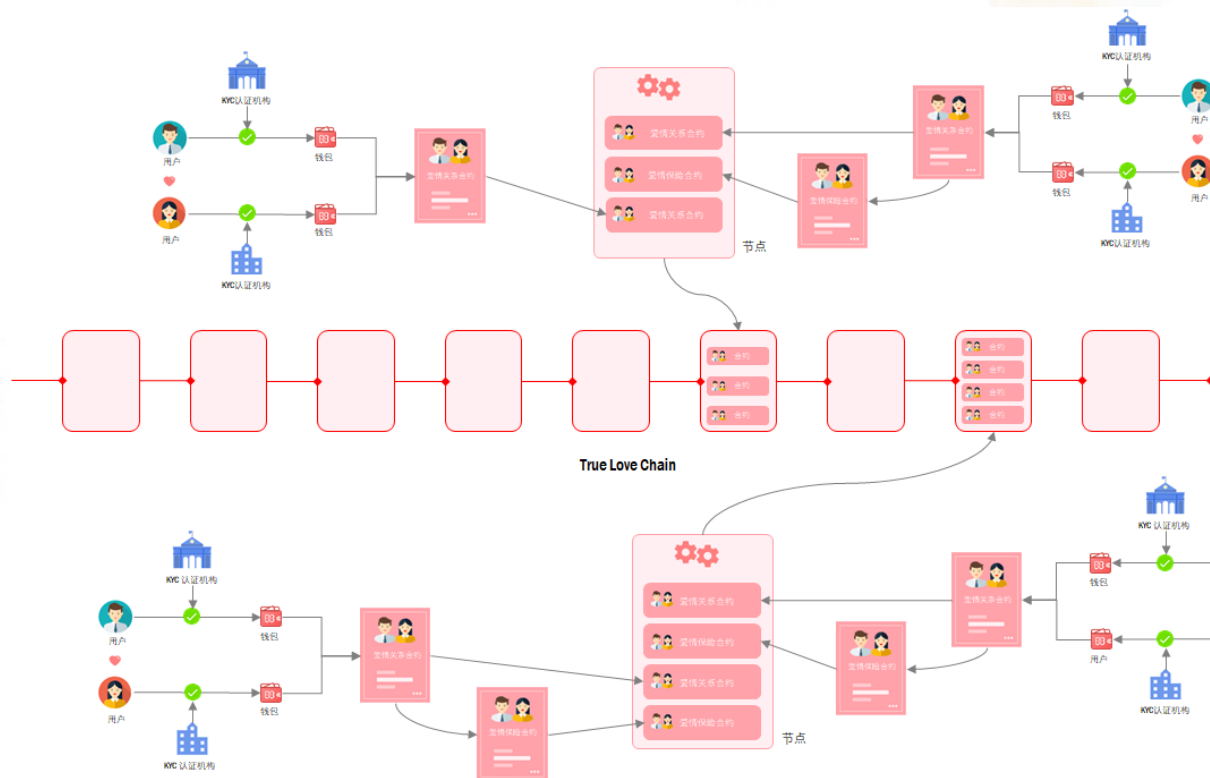 KYC认证机构
KYC认证机构
用户
钱包
用户
钱包
KYC认证机构
爱情关系合约
爱情关系合约
爱情保险合约
爱情关系合约
节点
爱情关系合约
爱情保险合约
钱包
用户
钱包
用户
KYC认证机构
合约
合约
合约
合约
合约
合约
合约
True Love Chain
KYC 认证机构
用户
钱包
用户
钱包
KYC 认证机构
爱情关系合约
爱情保险合约
爱情关系合约
爱情保险合约
爱情关系合约
爱情保险合约
节点
爱情关系合约
爱情保险合约
KYC 认证机构
钱包
用户
KYC认证机构